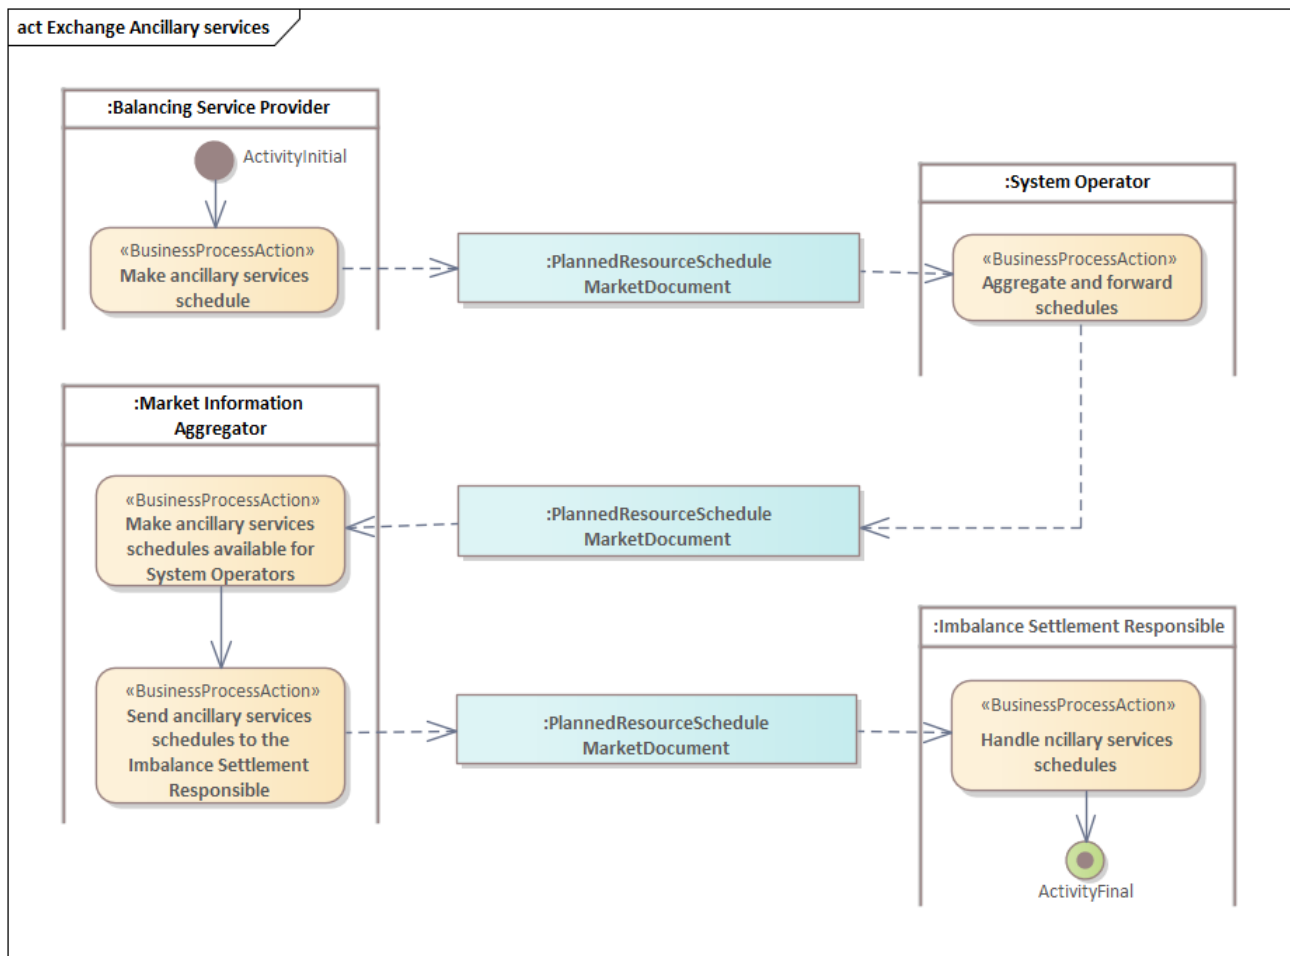 act Exchange Ancillary services
:Balancing Service Provider
ActivityInitial
«BusinessProcessAction»
Make ancillary services
schedule
:PlannedResourceSchedule
MarketDocument
:System Operator
«BusinessProcessAction»
Aggregate and forward
schedules
:Market Information
Aggregator
«BusinessProcessAction»
Make ancillary services
schedules available for
System Operators
:PlannedResourceSchedule
MarketDocument
«BusinessProcessAction»
Send ancillary services
schedules to the
Imbalance Settlement
Responsible
:PlannedResourceSchedule
MarketDocument
:Imbalance Settlement Responsible
«BusinessProcessAction»
Handle ncillary services
schedules
ActivityFinal